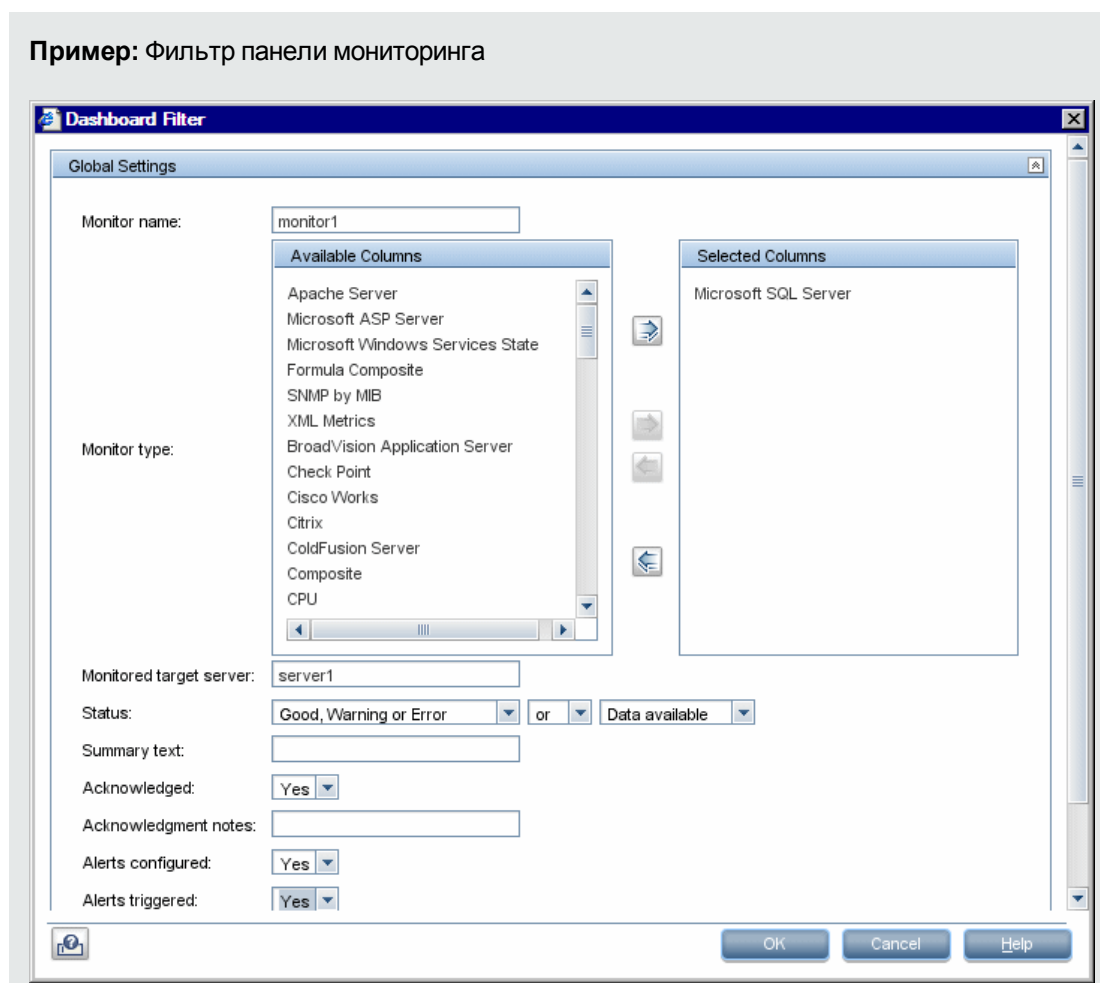 Пример: Фильтр панели мониторинга
Dashboard Filter
Global Settings
Monitor name:
monitor1
Monitor type:
Available Columns
Apache Server
Microsoft ASP Server
Microsoft Windows Services State
Formula Composite
SNMP by MIB
XML Metrics
BroadVision Application Server
Check Point
Cisco Works
Citrix
ColdFusion Server
Composite
CPU
Selected Columns
Microsoft SQL Server
Monitored target server:
server1
Status:
Good, Warning or Error
or
Data available
Summary text:
Acknowledged:
Yes
Acknowledgment notes:
Alerts configured:
Yes
Alerts triggered:
Yes
OK
Cancel
Help